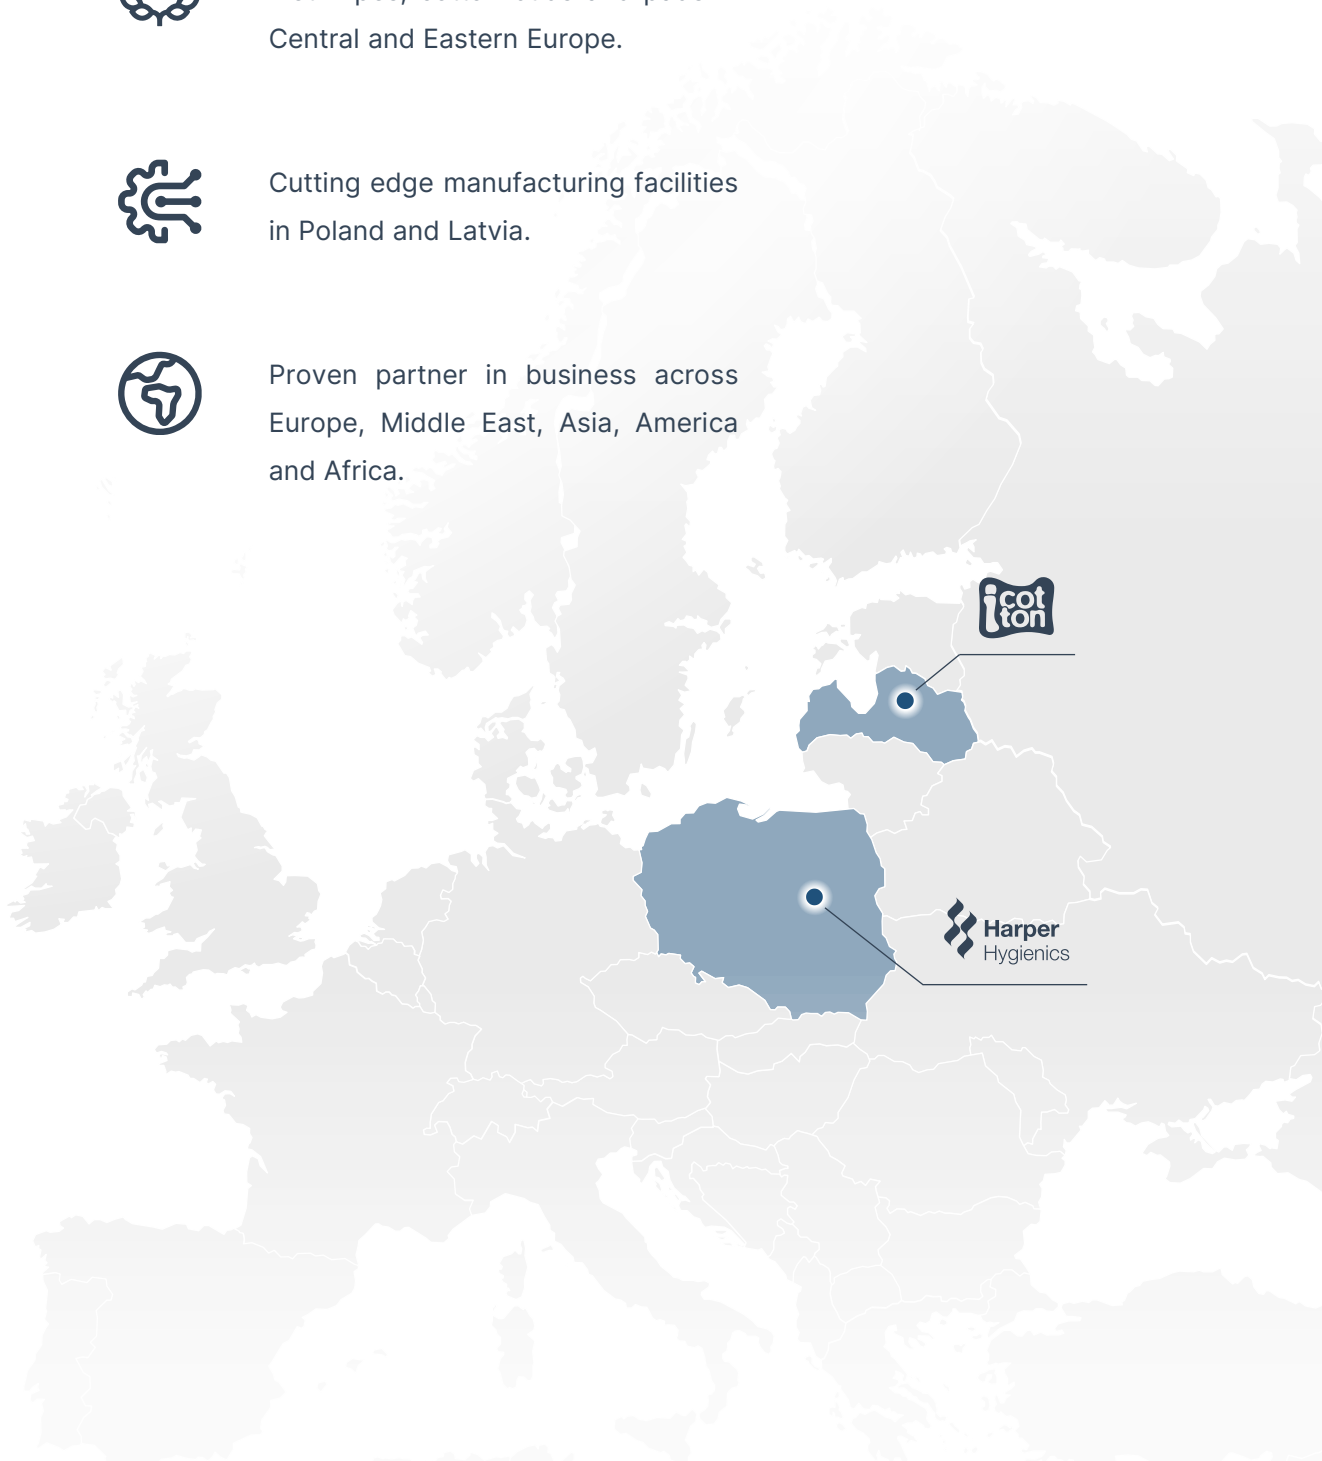 Central and Eastern Europe.
Cutting edge manufacturing facilities
in Poland and Latvia.
Proven partner in business across
Europe, Middle East, Asia, America
and Africa.
i cot
ton
Harper
Hygienics